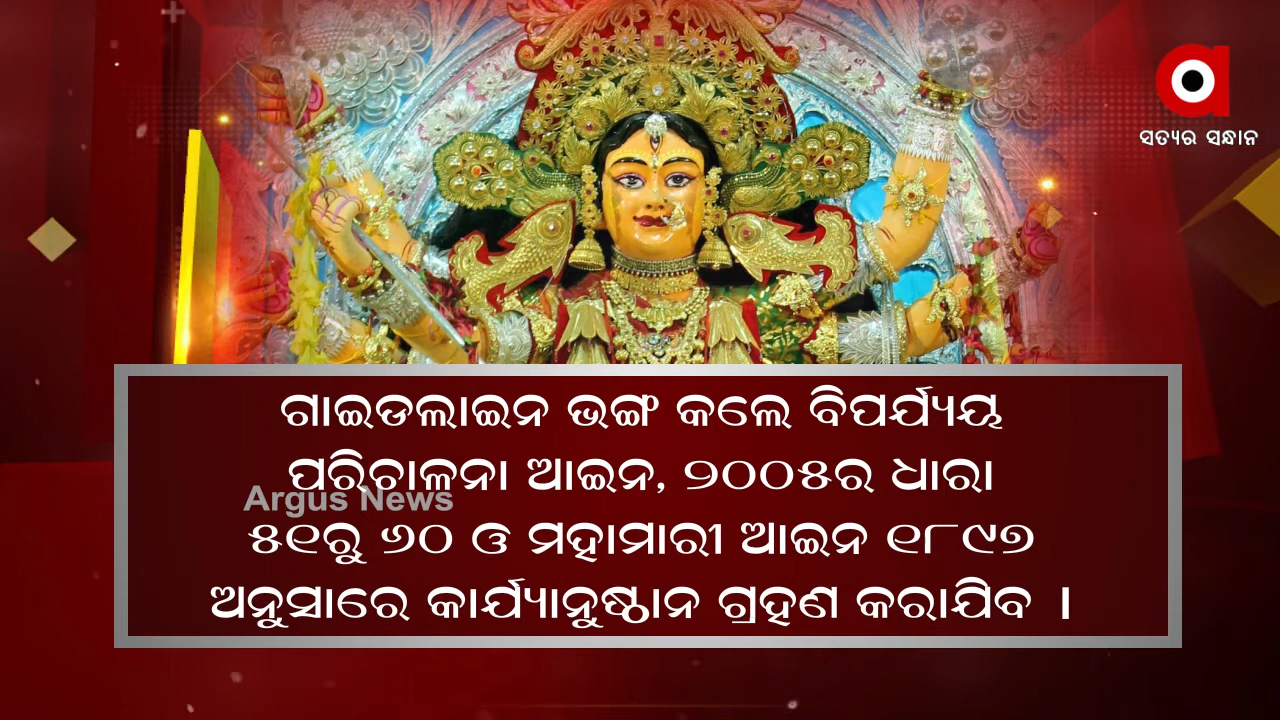 ସତ୍ୟର ସନ୍ଧାନ
ଗାଇଡଲାଇନ ଭଙ୍ଗ କଲେ ବିପର୍ଯ୍ୟୟ
ପରିଚାଳନା ଆଇନ, ୨୦୦୫ର ଧାରା
Argus News
୫୧ରୁ ୬୦ ଓ ମହାମାରୀ ଆଇନ ୧୮୯୭
ଅନୁସାରେ କାର୍ଯ୍ୟାନୁଷ୍ଠାନ ଗ୍ରହଣ କରାଯିବ ।